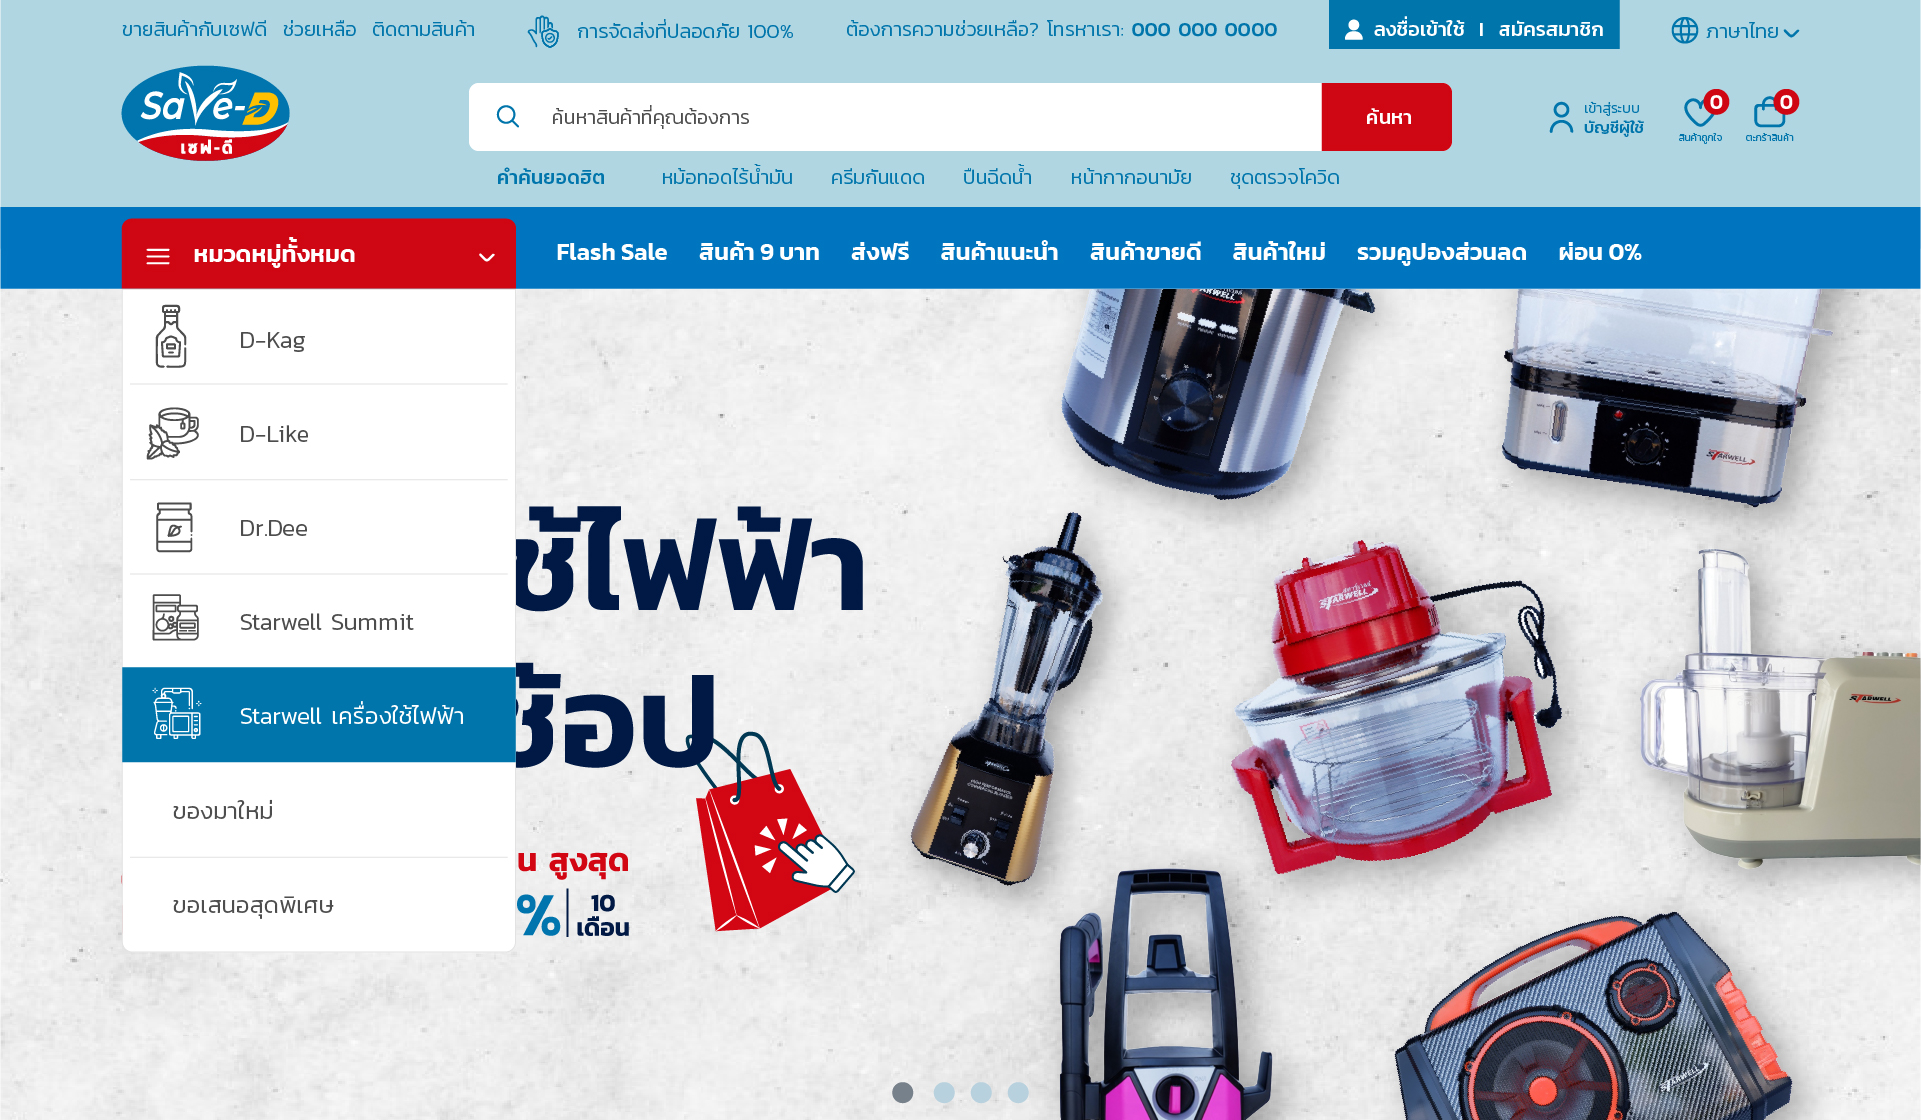 ขายสินค้ากับเซฟดี ช่วยเหลือ ติดตามสินค้า
การจัดส่งที่ปลอดภัย 100%
ต้องการความช่วยเหลือ? โทรหาเรา: 000 000 0000
ลงชื่อเข้าใช้ | สมัครสมาชิก
ภาษาไทย
SaVe-D
เซฟ-ดี
ค้นหาสินค้าที่คุณต้องการ
ค้นหา
เข้าสู่ระบบ
บัญชีผู้ใช้
0
สินค้าถูกใจ
0
ตะกร้าสินค้า
คำค้นยอดฮิต หม้อทอดไร้น้ำมัน ครีมกันแดด ปืนฉีดน้ำ หน้ากากอนามัย ชุดตรวจโควิด
หมวดหมู่ทั้งหมด
Flash Sale สินค้า 9 บาท ส่งฟรี สินค้าแนะนำ สินค้าขายดี สินค้าใหม่ รวมคูปองส่วนลด ผ่อน 0%
D-Kag
D-Like
Dr.Dee
Starwell Summit
Starwell เครื่องใช้ไฟฟ้า
ของมาใหม่
ขอเสนอสุดพิเศษ
ช้ไฟฟ้า
ช้อป
น สูงสุด
% 10
เดือน
STARWELL
STARWELL
STARWELL
STARWELL